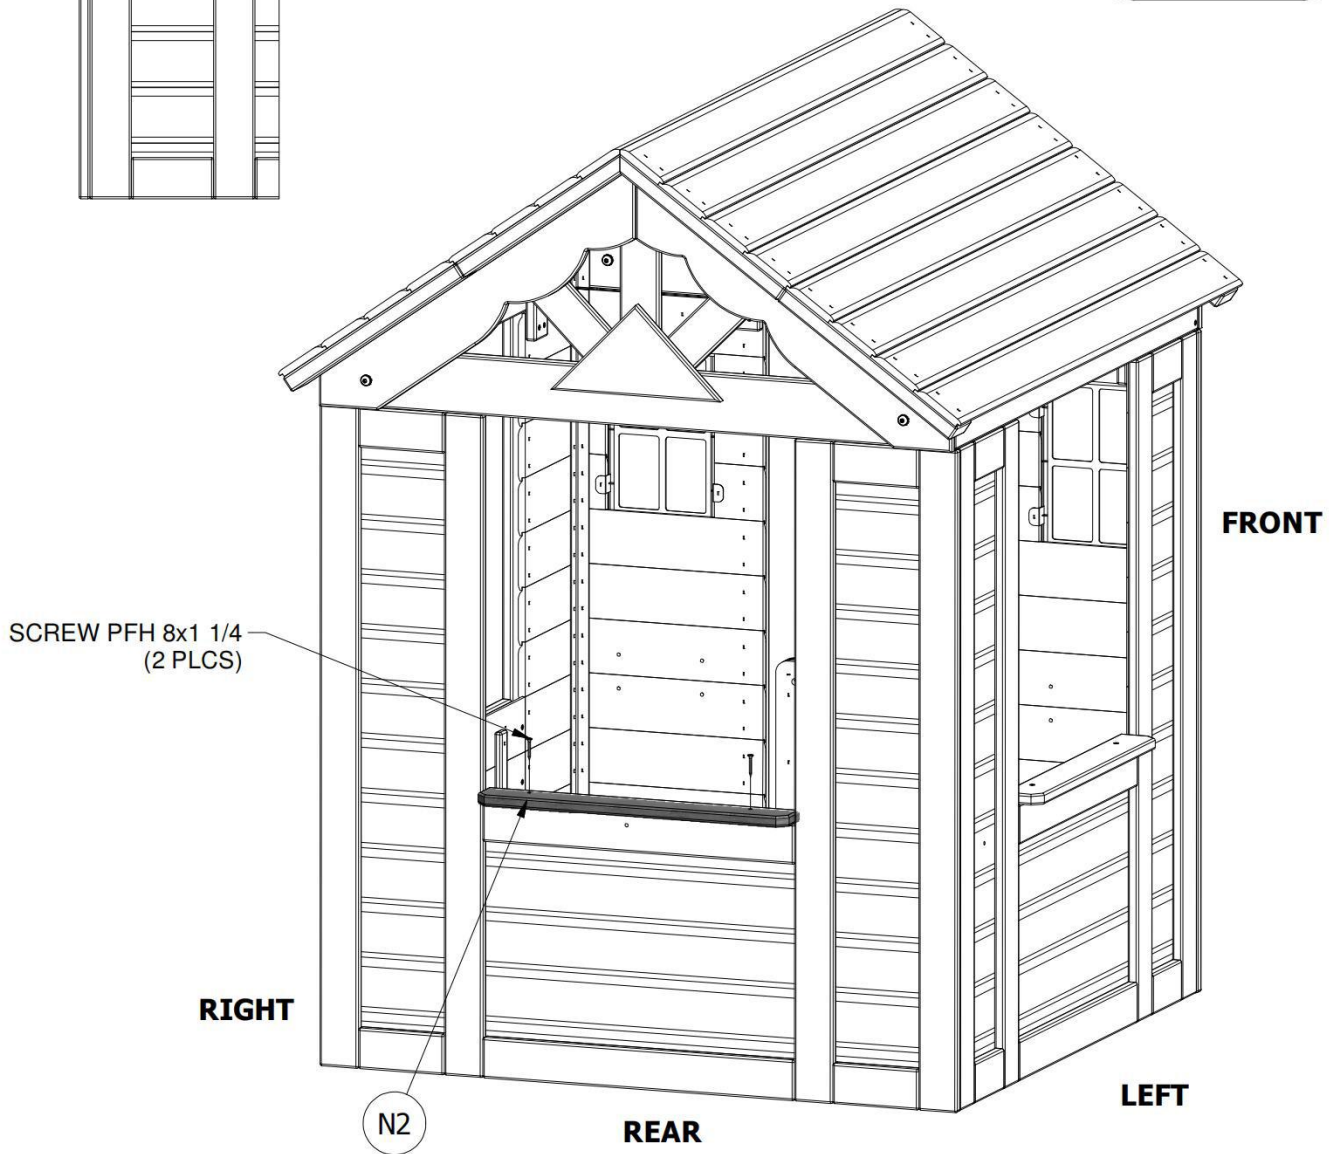 FRONT
SCREW PFH 8x1 1/4
(2 PLCS)
RIGHT
LEFT
N2
REAR